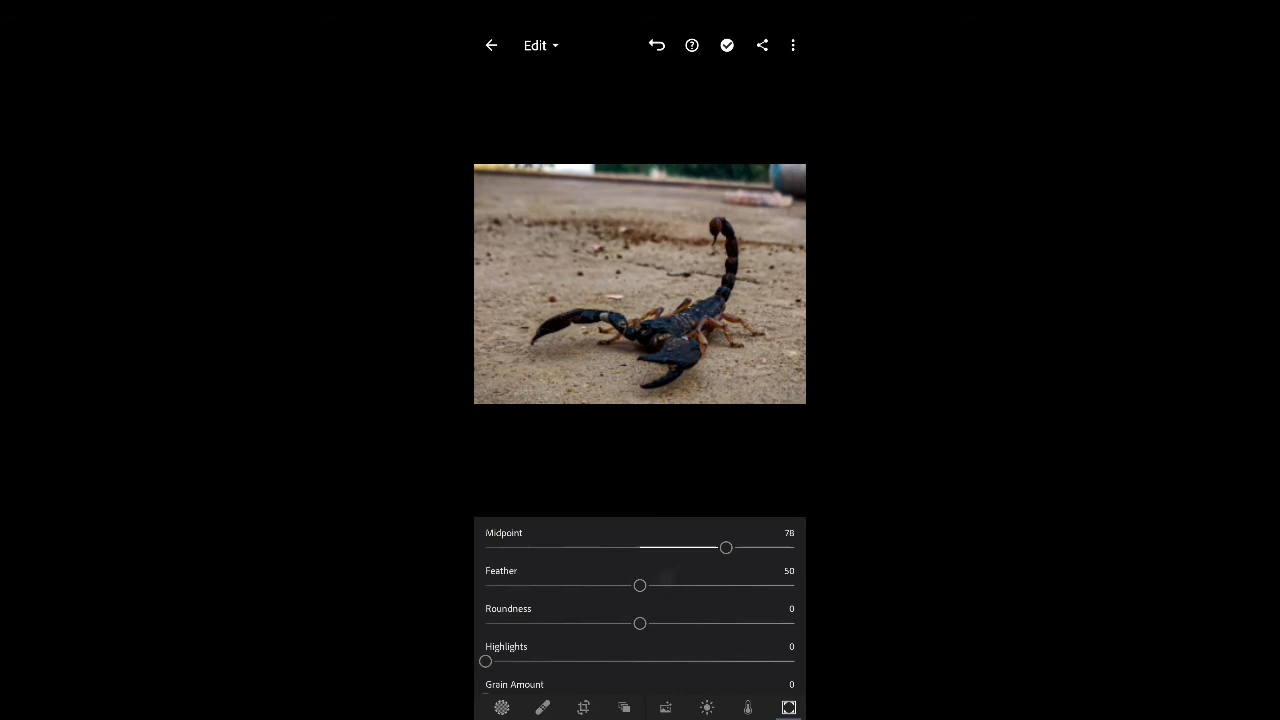 Edit
Midpoint 78
Feather 50
Roundness 0
Highlights 0
Grain Amount 0